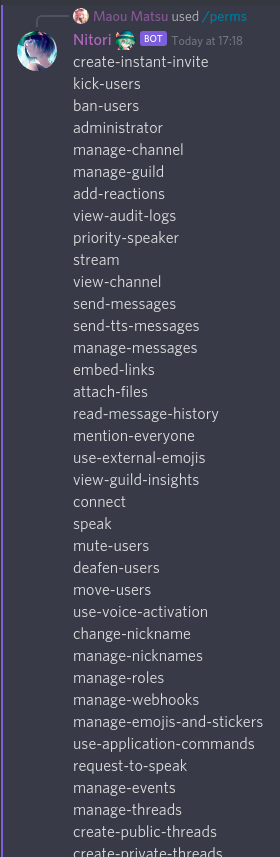 Maou Matsu used /perms
Nitori BOT Today at 17:18
create-instant-invite
kick-users
ban-users
administrator
manage-channel
manage-guild
add-reactions
view-audit-logs
priority-speaker
stream
view-channel
send-messages
send-tts-messages
manage-messages
embed-links
attach-files
read-message-history
mention-everyone
use-external-emojis
view-guild-insights
connect
speak
mute-users
deafen-users
move-users
use-voice-activation
change-nickname
manage-nicknames
manage-roles
manage-webhooks
manage-emojis-and-stickers
use-application-commands
request-to-speak
manage-events
manage-threads
create-public-threads
create-private-threads